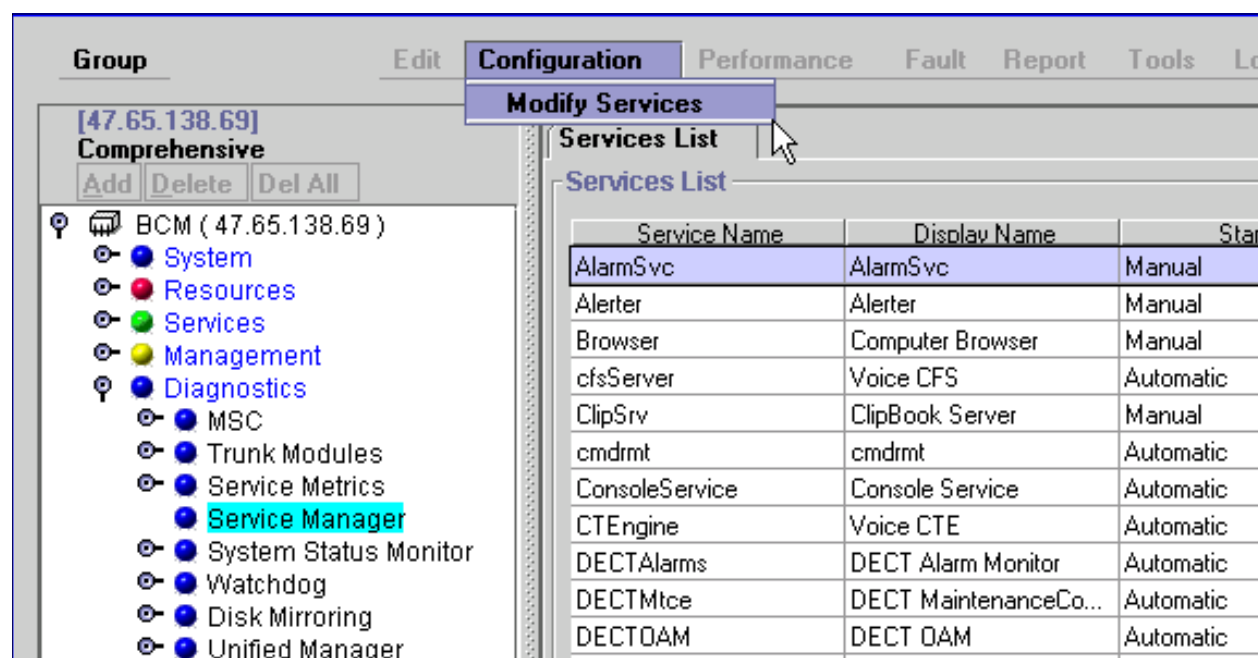 Group Edit Configuration Performance Fault Report Tools
Modify Services
[47.65.138.69]
Comprehensive
Add Delete Del All
BCM ( 47.65.138.69 )
System
Resources
Services
Management
Diagnostics
MSC
Trunk Modules
Service Metrics
Service Manager
System Status Monitor
Watchdog
Disk Mirroring
Unified Manager
Services List
Services List
Service Name Display Name
AlarmSvc AlarmSvc Manual
Alerter Alerter Manual
Browser Computer Browser Manual
cfsServer Voice CFS Automatic
ClipSrv ClipBook Server Manual
cmdrmt cmdrmt Automatic
ConsoleService Console Service Automatic
CTEngine Voice CTE Automatic
DECTAlarms DECT Alarm Monitor Automatic
DECTMtce DECT MaintenanceCo... Automatic
DECTOAM DECT OAM Automatic